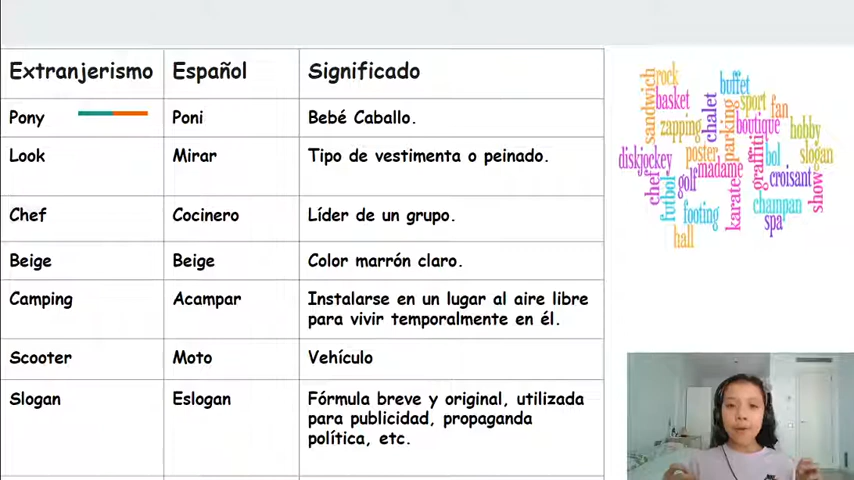 Extranjerismo Español Significado
Pony Poni Bebé Caballo.
Look Mirar Tipo de vestimenta o peinado.
Chef Cocinero Líder de un grupo.
Beige Beige Color marrón claro.
Camping Acampar Instalarse en un lugar al aire libre
para vivir temporalmente en él.
Scooter Moto Vehículo
Slogan Eslogan Fórmula breve y original, utilizada
para publicidad, propaganda
política, etc.
sandwich
rock
basket
zapping
chalet
buffet
parking
sport
fan
boutique
hobby
diskjockey
poster
madame
graffiti
bol
slogan
chef
futbol
golf
croisant
footing
karate
champan
show
spa
hall